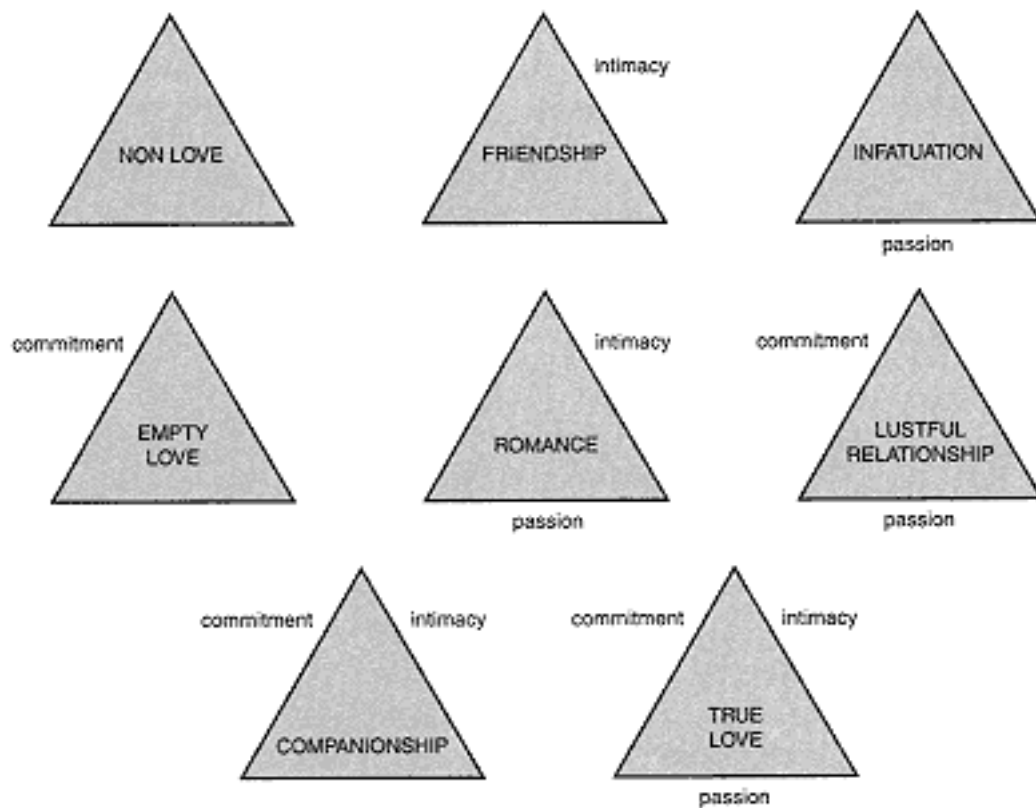 intimacy
NON LOVE
FRIENDSHIP
INFATUATION
passion
commitment
intimacy
commitment
EMPTY
LOVE
ROMANCE
LUSTFUL
RELATIONSHIP
passion
passion
commitment
intimacy
commitment
intimacy
COMPANIONSHIP
TRUE
LOVE
passion